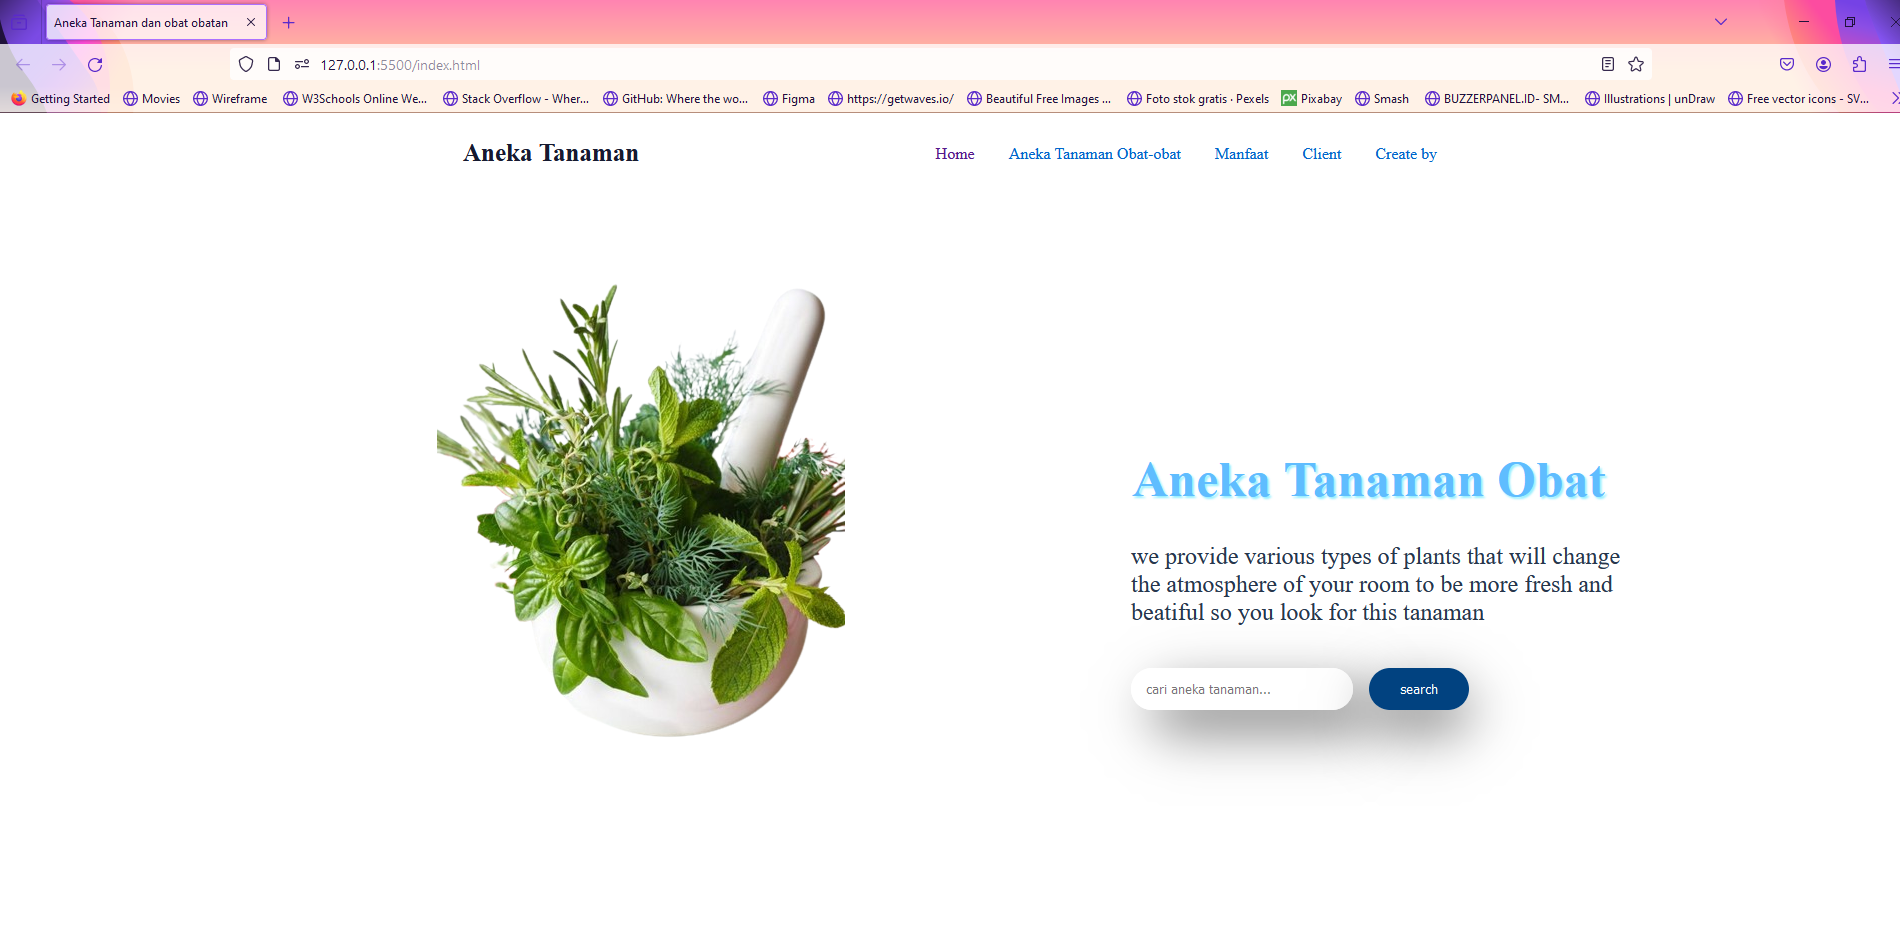 Aneka Tanaman dan obat obatan
127.0.0.1:5500/index.html
Getting Started Movies Wireframe W3Schools Online We... Stack Overflow - Wher... GitHub: Where the wo... Figma https://getwaves.io/ Beautiful Free Images ... Foto stok gratis · Pexels px Pixabay Smash BUZZERPANEL.ID- SM... Illustrations | unDraw Free vector icons - SV...
Aneka Tanaman Home Aneka Tanaman Obat-obat Manfaat Client Create by
Aneka Tanaman Obat
we provide various types of plants that will change
the atmosphere of your room to be more fresh and
beatiful so you look for this tanaman
cari aneka tanaman... search